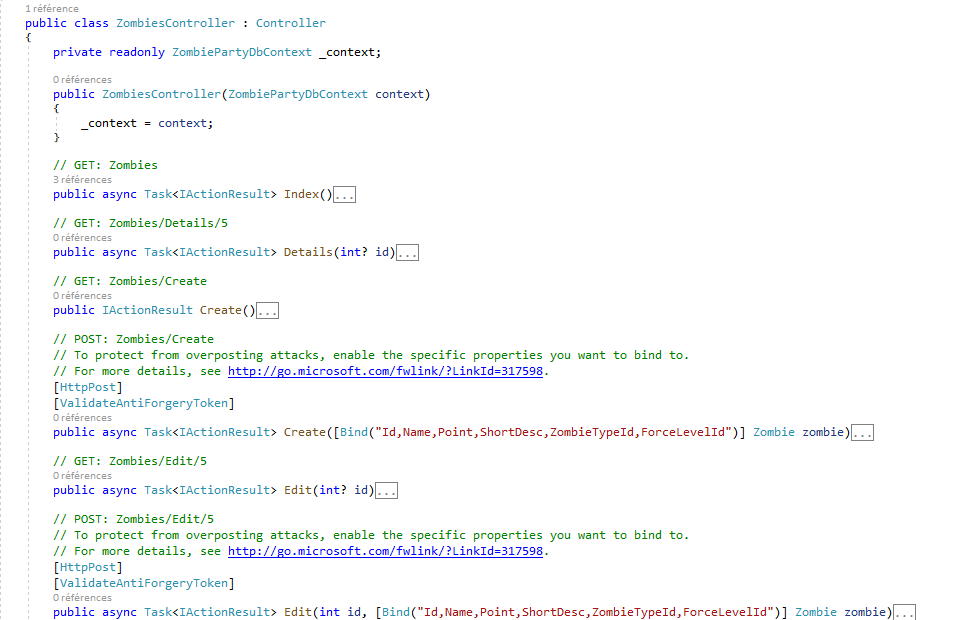 1 référence
public class ZombiesController : Controller
{
private readonly ZombiePartyDbContext _context;
0 références
public ZombiesController(ZombiePartyDbContext context)
{
_context = context;
}
// GET: Zombies
3 références
public async Task<IActionResult> Index()...
// GET: Zombies/Details/5
0 références
public async Task<IActionResult> Details(int? id)...
// GET: Zombies/Create
0 références
public IActionResult Create()...
// POST: Zombies/Create
// To protect from overposting attacks, enable the specific properties you want to bind to.
// For more details, see http://go.microsoft.com/fwlink/?LinkId=317598.
[HttpPost]
[ValidateAntiForgeryToken]
0 références
public async Task<IActionResult> Create([Bind("Id,Name,Point,ShortDesc,ZombieTypeId,ForceLevelId")] Zombie zombie)...
// GET: Zombies/Edit/5
0 références
public async Task<IActionResult> Edit(int? id)...
// POST: Zombies/Edit/5
// To protect from overposting attacks, enable the specific properties you want to bind to.
// For more details, see http://go.microsoft.com/fwlink/?LinkId=317598.
[HttpPost]
[ValidateAntiForgeryToken]
0 références
public async Task<IActionResult> Edit(int id, [Bind("Id,Name,Point,ShortDesc,ZombieTypeId,ForceLevelId")] Zombie zombie)...